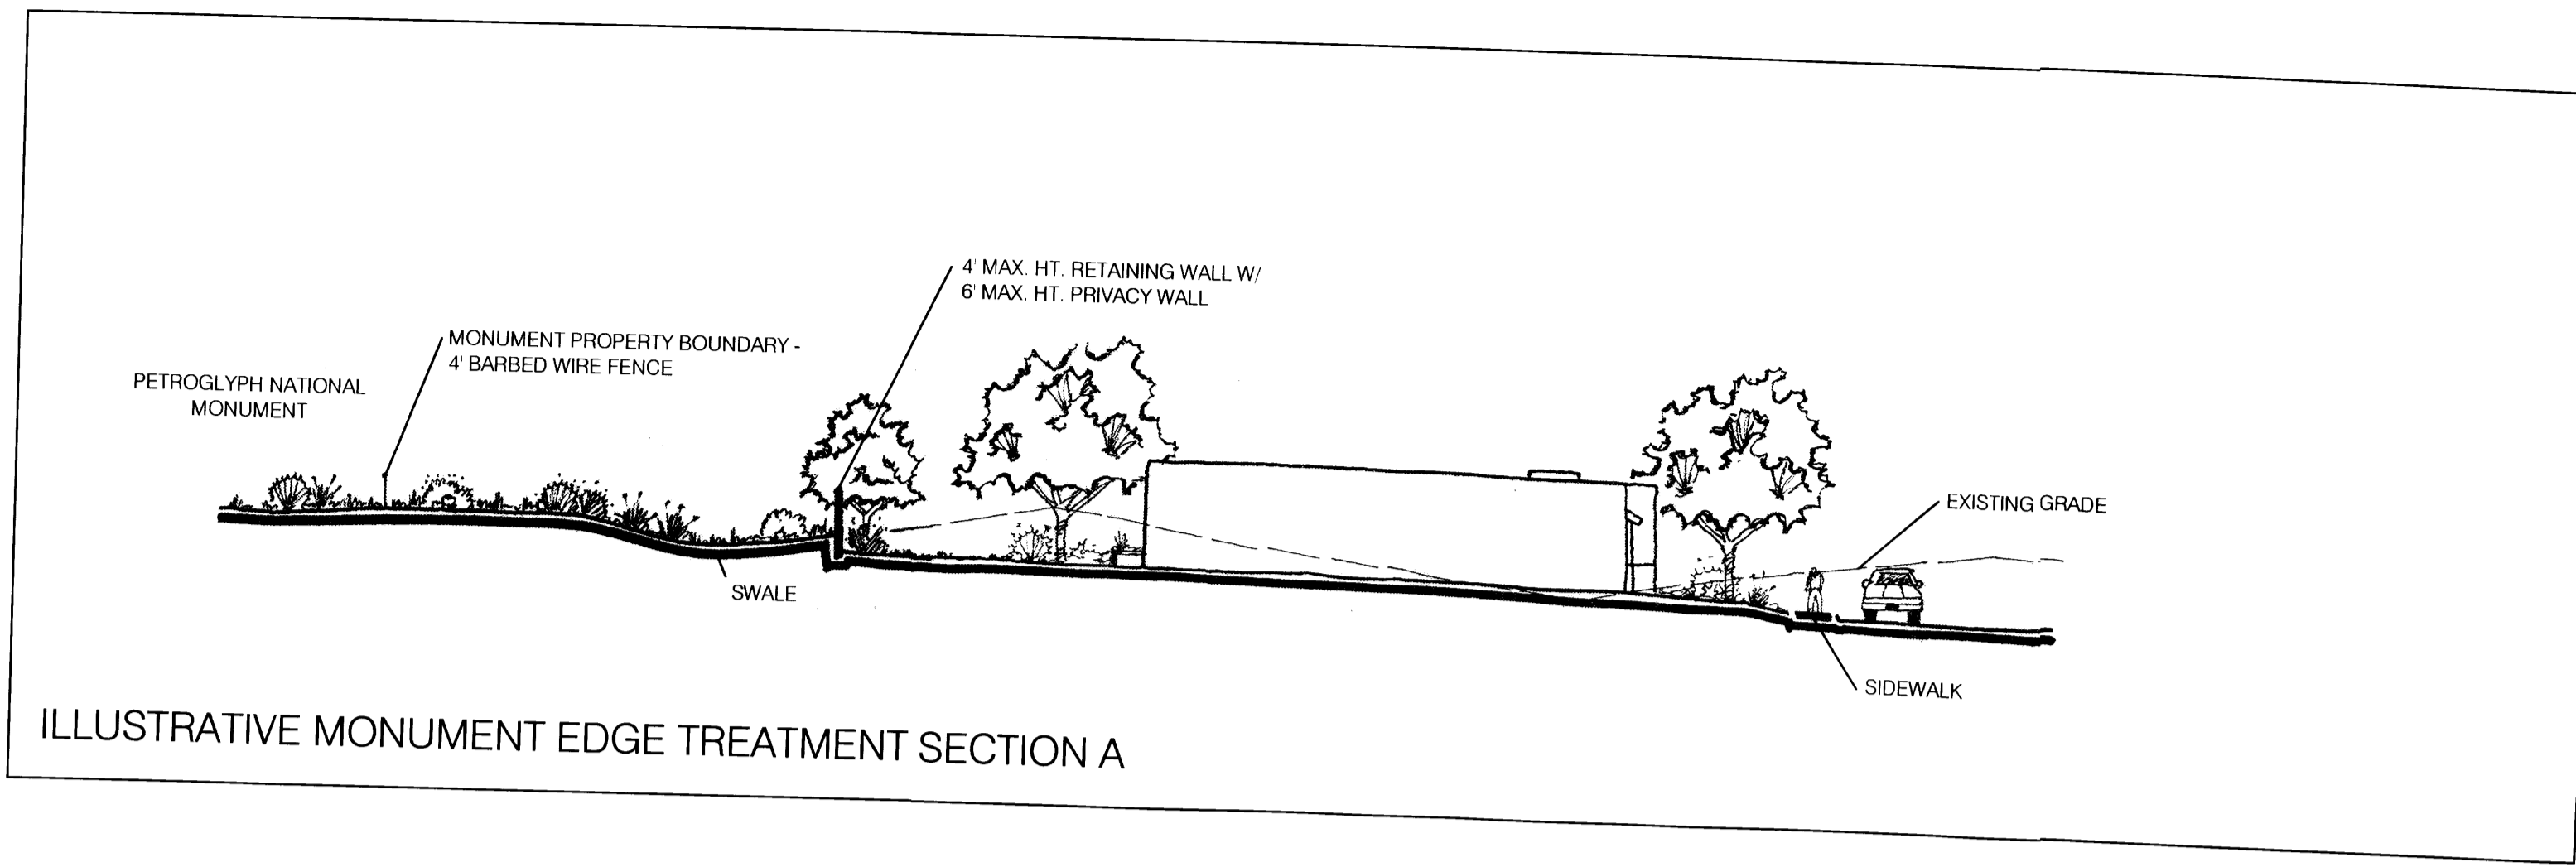 4' MAX. HT. RETAINING WALL W/
6' MAX. HT. PRIVACY WALL
MONUMENT PROPERTY BOUNDARY -
4' BARBED WIRE FENCE
PETROGLYPH NATIONAL
MONUMENT
EXISTING GRADE
SWALE
SIDEWALK
ILLUSTRATIVE MONUMENT EDGE TREATMENT SECTION A